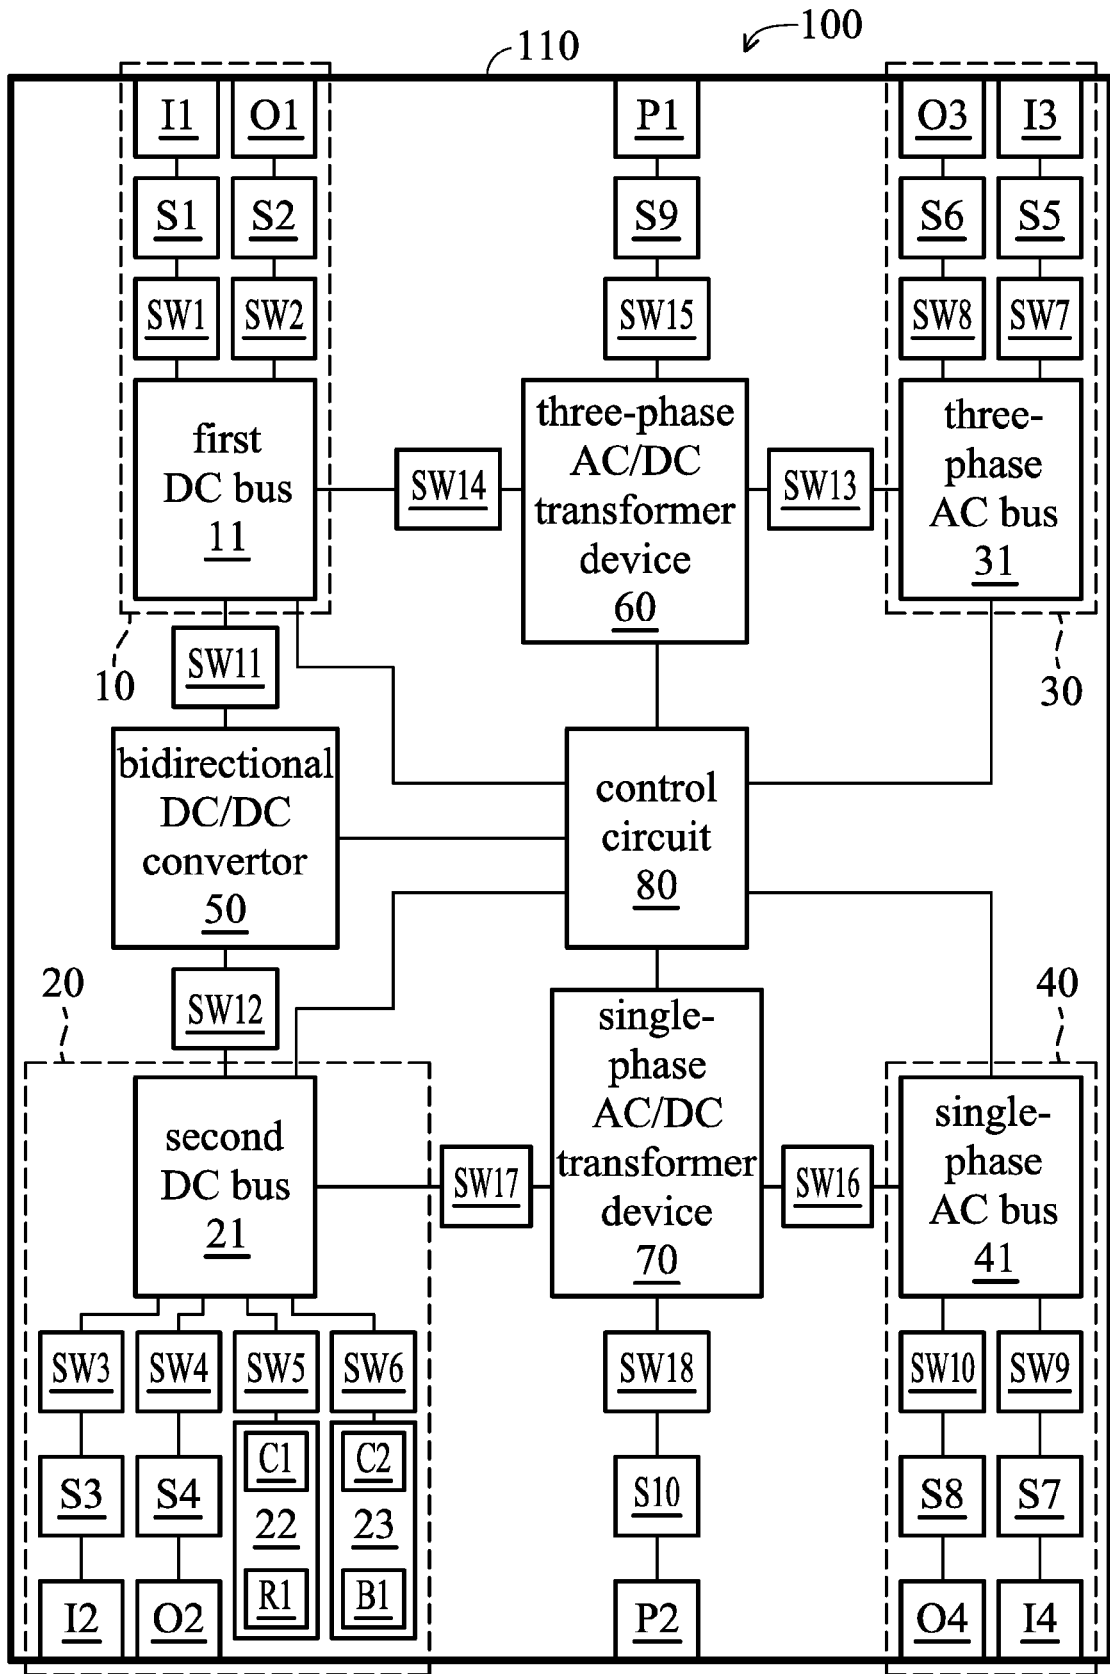 100
110
I1 O1 P1 O3 I3
S1 S2 S9 S6 S5
SW1 SW2 SW15 SW8 SW7
first
DC bus
11
SW14
three-phase
AC/DC
transformer
device
60
SW13
three-
phase
AC bus
31
10
SW11
30
bidirectional
DC/DC
convertor
50
control
circuit
80
20
SW12
40
second
DC bus
21
SW17
single-
phase
AC/DC
transformer
device
70
SW16
single-
phase
AC bus
41
SW3 SW4 SW5 SW6 SW18 SW10 SW9
C1 C2
S3 S4 22 23 S10 S8 S7
R1 B1
I2 O2 P2 O4 I4